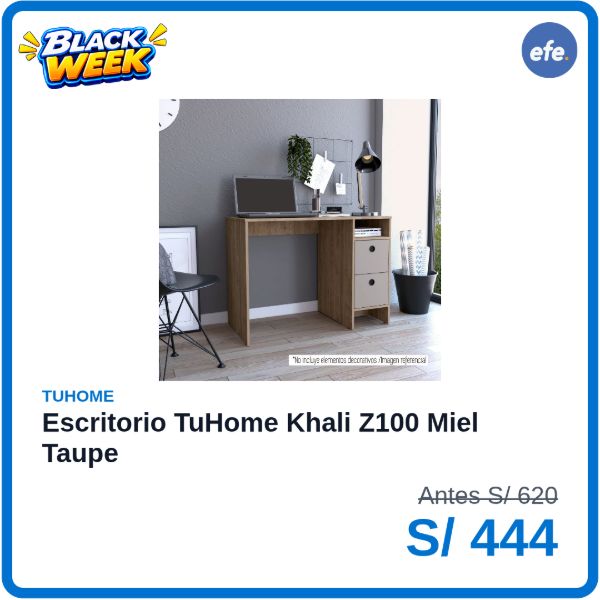 BLACK
WEEK
efe.
*No incluye elementos decorativos /Imagen referencial
TUHOME
Escritorio TuHome Khali Z100 Miel
Taupe
Antes S/ 620
S/ 444